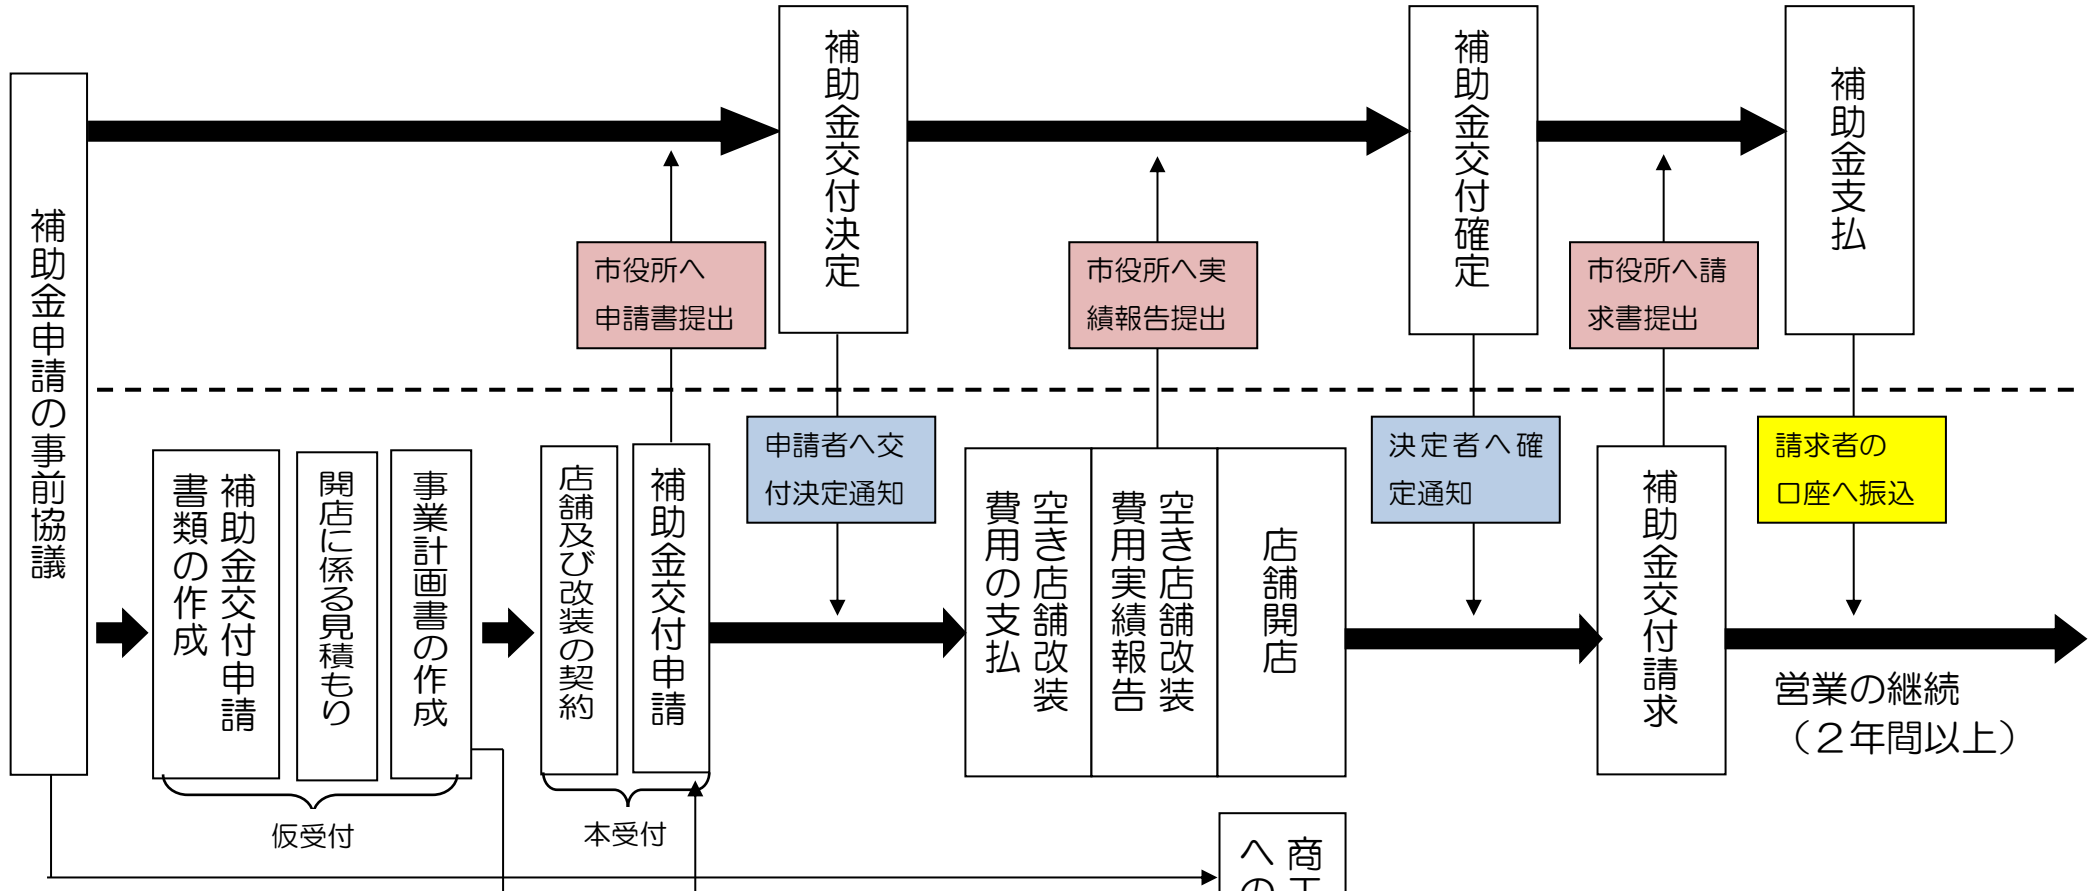 補助金申請の事前協議
補助金交付決定
補助金交付確定
補助金支払
市役所へ
申請書提出
市役所へ実
績報告提出
市役所へ請
求書提出
申請者へ交
付決定通知
決定者へ確
定通知
請求者の
口座へ振込
補助金交付申請
書類の作成
開店に係る見積もり
事業計画書の作成
店舗及び改装の契約
補助金交付申請
空き店舗改装
費用の支払
空き店舗改装
費用実績報告
店舗開店
補助金交付請求
営業の継続
（２年間以上）
仮受付
本受付
商工
への